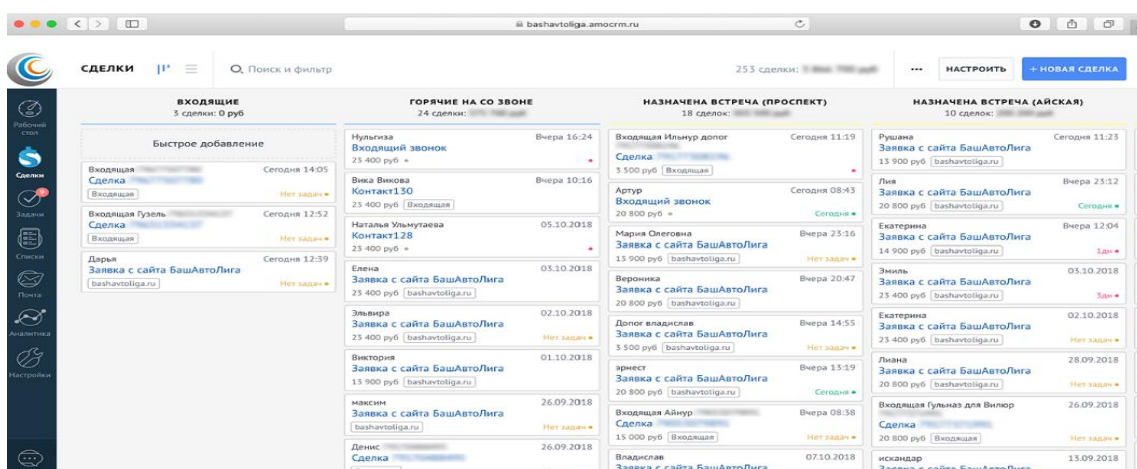 bashavtoliga.amocrm.ru
СДЕЛКИ
Поиск и фильтр
253 сделки:
НАСТРОИТЬ
+ НОВАЯ СДЕЛКА
Рабочий
стол
Сделки
Задачи
Списки
Почта
Аналитика
Настройки
ВХОДЯЩИЕ
3 сделки: 0 руб
Быстрое добавление
Входящая
Сегодня 14:05
Сделка
Входящая
Нет задач
Входящая Гузель
Сегодня 12:52
Сделка
Входящая
Нет задач
Дарья
Сегодня 12:39
Заявка с сайта БашАвтоЛига
bashavtoliga.ru
Нет задач
ГОРЯЧИЕ НА СО ЗВОНЕ
24 сделки:
Нульгиза
Вчера 16:24
Входящий звонок
23 400 руб
Вика Викова
Вчера 10:16
Контакт130
23 400 руб Входящая
Наталья Ульмутаева
05.10.2018
Контакт128
23 400 руб
Елена
03.10.2018
Заявка с сайта БашАвтоЛига
23 400 руб bashavtoliga.ru
Эльвира
02.10.2018
Заявка с сайта БашАвтоЛига
23 400 руб bashavtoliga.ru
Нет задач
Виктория
01.10.2018
Заявка с сайта БашАвтоЛига
13 900 руб bashavtoliga.ru
максим
26.09.2018
Заявка с сайта БашАвтоЛига
bashavtoliga.ru
Нет задач
Денис
26.09.2018
Сделка
НАЗНАЧЕНА ВСТРЕЧА (ПРОСПЕКТ)
18 сделок:
Входящая Ильнур допог
Сегодня 11:19
Сделка
3 500 руб Входящая
Артур
Сегодня 08:43
Входящий звонок
20 800 руб
Сегодня
Мария Олеговна
Вчера 23:16
Заявка с сайта БашАвтоЛига
13 900 руб bashavtoliga.ru
Нет задач
Вероника
Вчера 20:47
Заявка с сайта БашАвтоЛига
20 800 руб bashavtoliga.ru
Допог владислав
Вчера 14:55
Заявка с сайта БашАвтоЛига
3 500 руб bashavtoliga.ru
Нет задач
эрнест
Вчера 13:19
Заявка с сайта БашАвтоЛига
20 800 руб bashavtoliga.ru
Сегодня
Входящая Айнур
Вчера 08:38
Сделка
15 000 руб Входящая
Нет задач
Владислав
07.10.2018
Заявка с сайта БашАвтоЛига
НАЗНАЧЕНА ВСТРЕЧА (АЙСКАЯ)
10 сделок:
Рушана
Сегодня 11:23
Заявка с сайта БашАвтоЛига
13 900 руб bashavtoliga.ru
Лия
Вчера 23:12
Заявка с сайта БашАвтоЛига
20 800 руб bashavtoliga.ru
Сегодня
Екатерина
Вчера 12:04
Заявка с сайта БашАвтоЛига
14 900 руб bashavtoliga.ru
1дн
Эмиль
03.10.2018
Заявка с сайта БашАвтоЛига
23 400 руб bashavtoliga.ru
3дн
Екатерина
02.10.2018
Заявка с сайта БашАвтоЛига
23 400 руб bashavtoliga.ru
Нет задач
Лиана
28.09.2018
Заявка с сайта БашАвтоЛига
20 800 руб bashavtoliga.ru
Нет задач
Входящая Гульназ для Вилюр
26.09.2018
Сделка
20 800 руб Входящая
Нет задач
искандар
13.09.2018
Заявка с сайта БашАвтоЛига